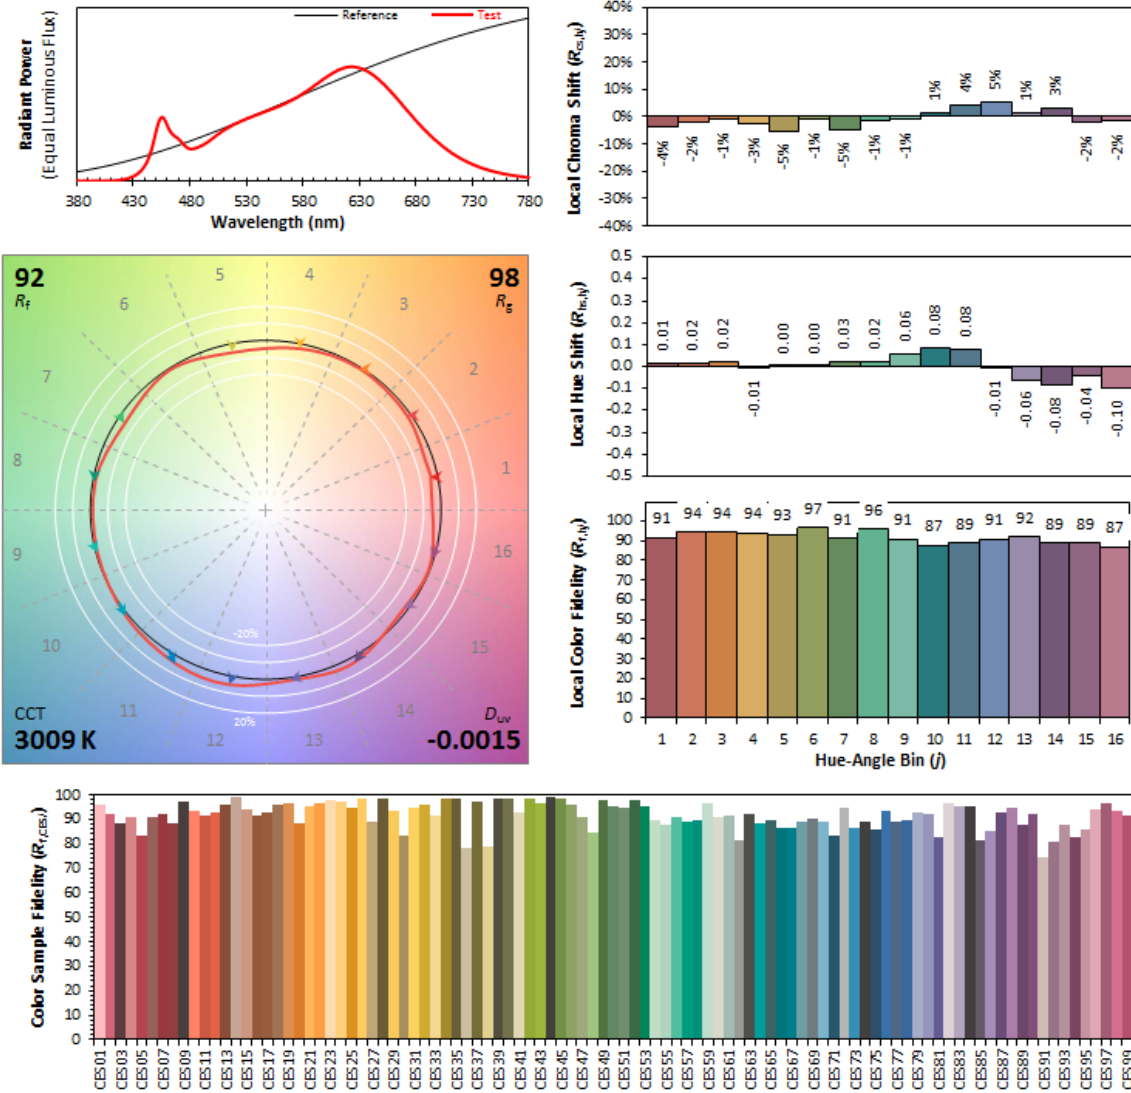 Radiant Power
(Equal Luminous Flux)
Reference
Test
380 430 480 530 580 630 680 730 780
Wavelength (nm)
Local Chroma Shift (Rcs,hj)
40%
30%
20%
10%
0%
-10%
-20%
-30%
-40%
-4% -2% -1% -3% -5% -1% -5% -1% -1% 1% 4% 5% 1% 3% -2% -2%
92
Rf
98
Rg
5 4
6 3
7 2
8 1
9 16
10 15
11 14
12 13
-20%
20%
CCT
3009 K
Duv
-0.0015
Local Hue Shift (Rhs,hj)
0.5
0.4
0.3
0.2
0.1
0.0
-0.1
-0.2
-0.3
-0.4
-0.5
0.01 0.02 0.02 -0.01 0.00 0.00 0.03 0.02 0.06 0.08 0.08 -0.01 -0.06 -0.08 -0.04 -0.10
Local Color Fidelity (Rf,hj)
100
90
80
70
60
50
40
30
20
10
0
91 94 94 94 93 97 91 96 91 87 89 91 92 89 89 87
1 2 3 4 5 6 7 8 9 10 11 12 13 14 15 16
Hue-Angle Bin (j)
Color Sample Fidelity (Rf,CESi)
100
90
80
70
60
50
40
30
20
10
0
CES01 CES03 CES05 CES07 CES09 CES11 CES13 CES15 CES17 CES19 CES21 CES23 CES25 CES27 CES29 CES31 CES33 CES35 CES37 CES39 CES41 CES43 CES45 CES47 CES49 CES51 CES53 CES55 CES57 CES59 CES61 CES63 CES65 CES67 CES69 CES71 CES73 CES75 CES77 CES79 CES81 CES83 CES85 CES87 CES89 CES91 CES93 CES95 CES97 CES99